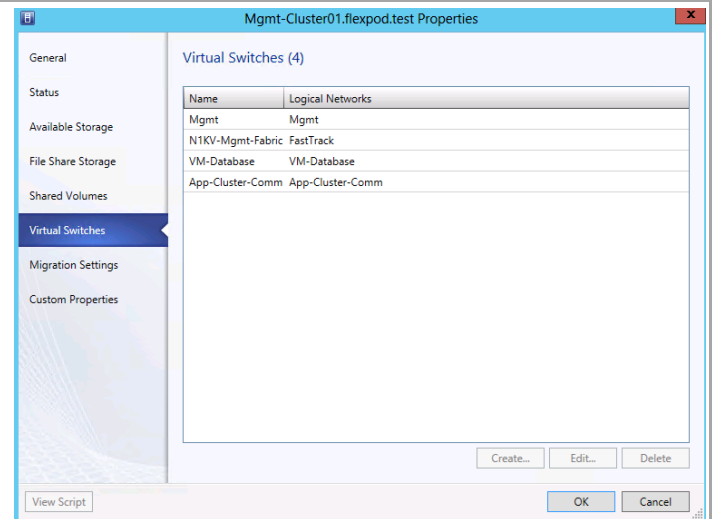 Mgmt-Cluster01.flexpod.test Properties
x
General
Status
Available Storage
File Share Storage
Shared Volumes
Virtual Switches
Migration Settings
Custom Properties
Virtual Switches (4)
Name Logical Networks
Mgmt Mgmt
N1KV-Mgmt-Fabric FastTrack
VM-Database VM-Database
App-Cluster-Comm App-Cluster-Comm
Create... Edit... Delete
View Script OK Cancel